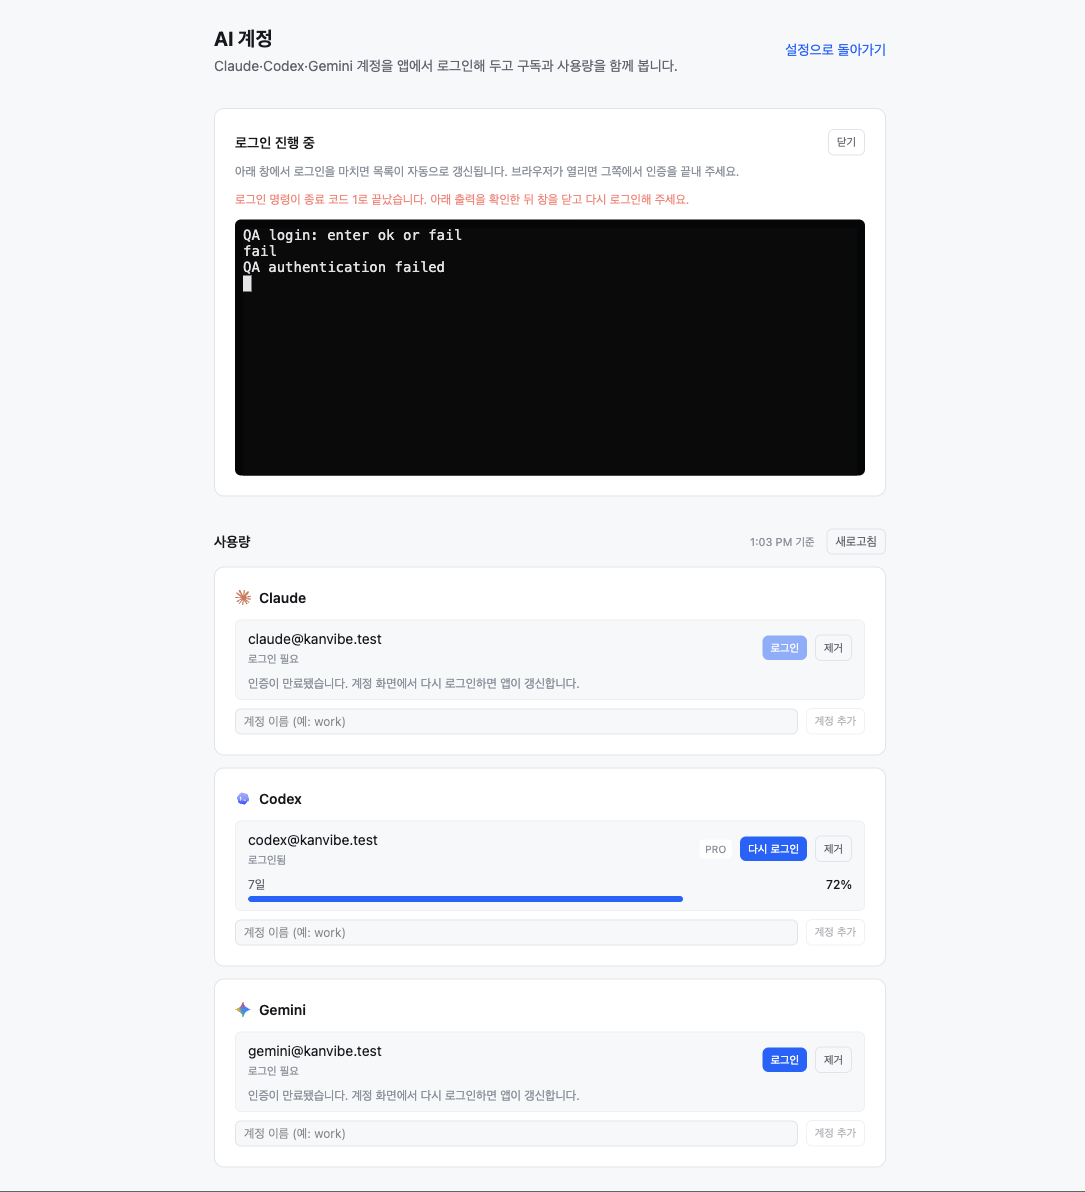 AI 계정
설정으로 돌아가기
Claude·Codex·Gemini 계정을 앱에서 로그인해 두고 구독과 사용량을 함께 봅니다.
로그인 진행 중
닫기
아래 창에서 로그인을 마치면 목록이 자동으로 갱신됩니다. 브라우저가 열리면 그쪽에서 인증을 끝내 주세요.
로그인 명령이 종료 코드 1로 끝났습니다. 아래 출력을 확인한 뒤 창을 닫고 다시 로그인해 주세요.
QA login: enter ok or fail
fail
QA authentication failed
사용량
1:03 PM 기준
새로고침
Claude
claude@kanvibe.test
로그인 필요
로그인
제거
인증이 만료됐습니다. 계정 화면에서 다시 로그인하면 앱이 갱신합니다.
계정 이름 (예: work)
계정 추가
Codex
codex@kanvibe.test
로그인됨
PRO
다시 로그인
제거
7일
72%
계정 이름 (예: work)
계정 추가
Gemini
gemini@kanvibe.test
로그인 필요
로그인
제거
인증이 만료됐습니다. 계정 화면에서 다시 로그인하면 앱이 갱신합니다.
계정 이름 (예: work)
계정 추가